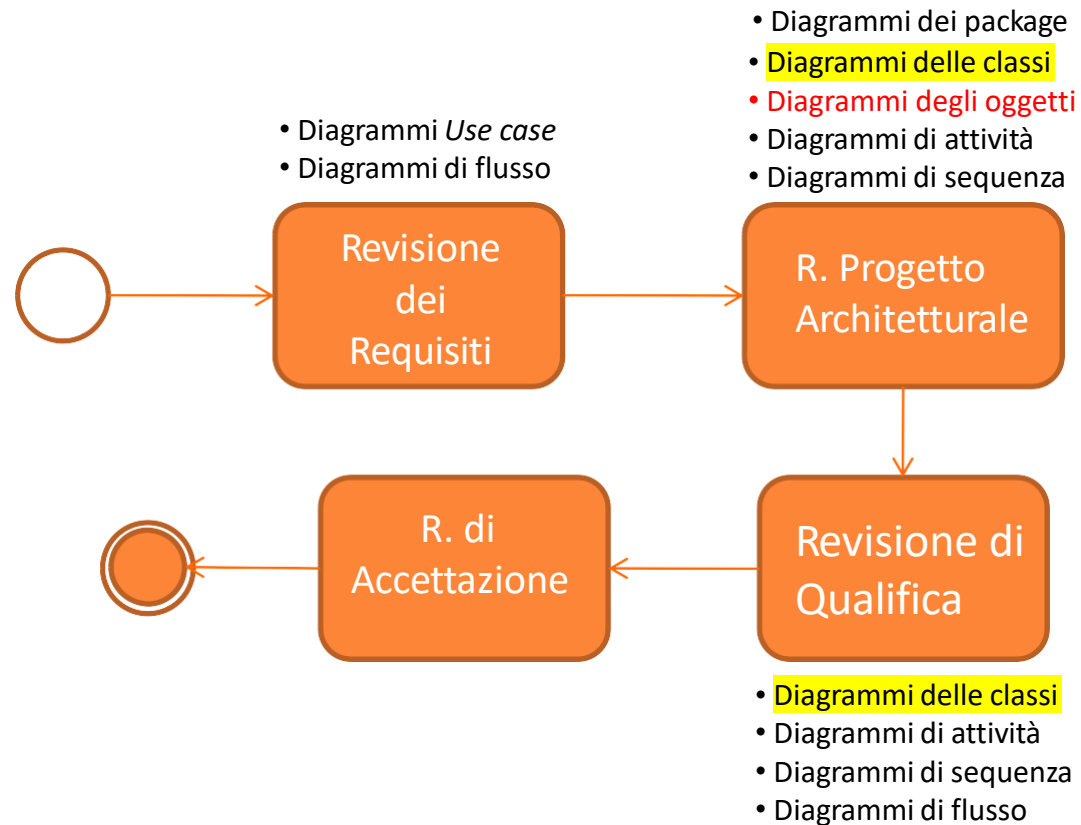 • Diagrammi Use case
• Diagrammi di flusso
Revisione
dei
Requisiti
• Diagrammi dei package
• Diagrammi delle classi
• Diagrammi degli oggetti
• Diagrammi di attività
• Diagrammi di sequenza
R. Progetto
Architetturale
Revisione di
Qualifica
• Diagrammi delle classi
• Diagrammi di attività
• Diagrammi di sequenza
• Diagrammi di flusso
R. di
Accettazione